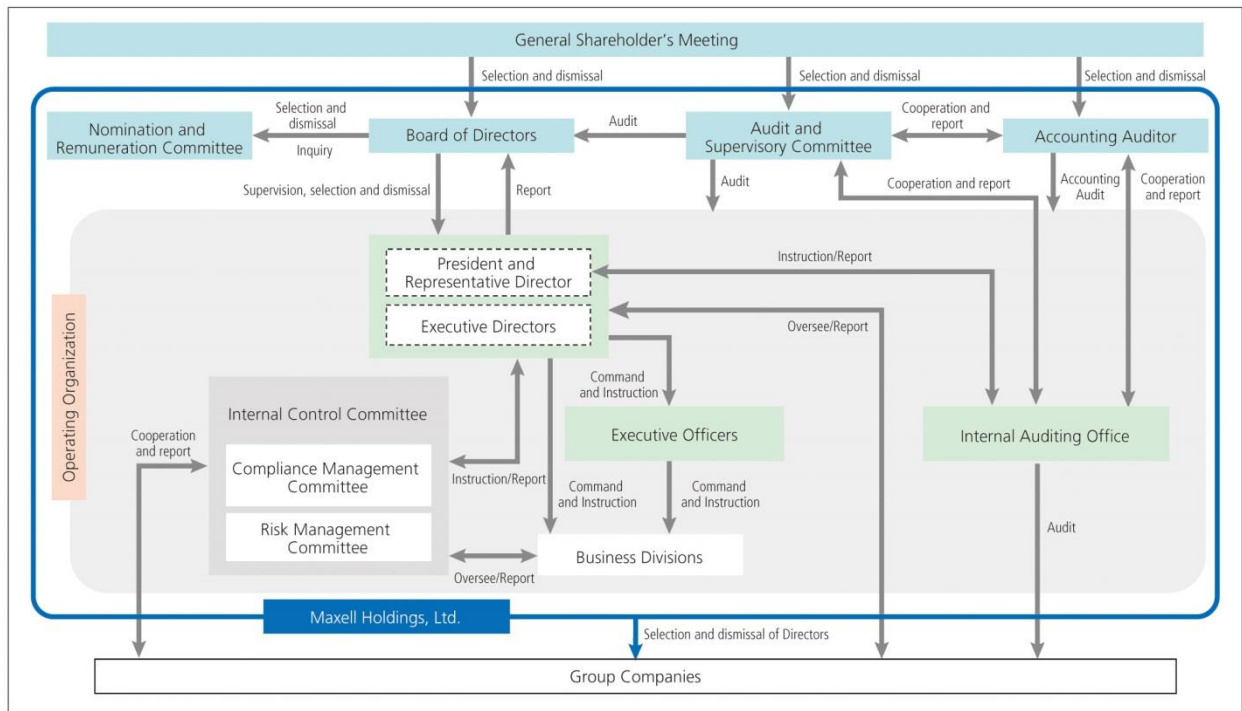 General Shareholder's Meeting
Selection and dismissal
Selection and dismissal
Selection and dismissal
Nomination and
Remuneration Committee
Selection and
dismissal
Inquiry
Board of Directors
Audit
Audit and
Supervisory Committee
Cooperation and
report
Accounting Auditor
Supervision, selection and dismissal
Report
Audit
Cooperation and report
Accounting
Audit
Cooperation
and report
Operating Organization
President and
Representative Director
Executive Directors
Instruction/Report
Oversee/Report
Command
and Instruction
Internal Control Committee
Compliance Management
Committee
Risk Management
Committee
Cooperation
and report
Instruction/Report
Executive Officers
Internal Auditing Office
Command
and Instruction
Command
and Instruction
Oversee/Report
Business Divisions
Audit
Maxell Holdings, Ltd.
Selection and dismissal of Directors
Group Companies